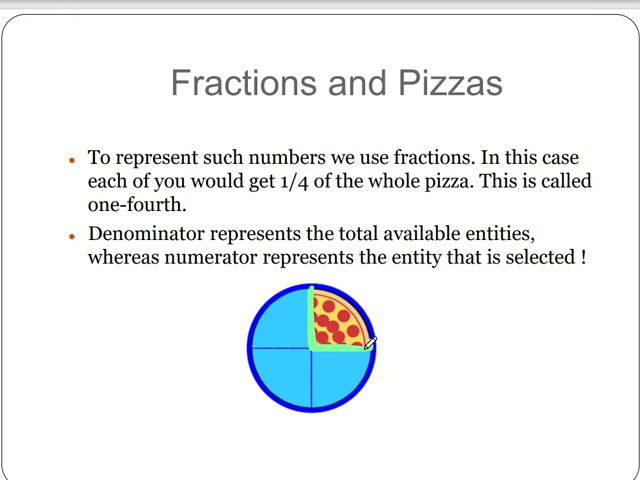 Fractions and Pizzas
To represent such numbers we use fractions. In this case
each of you would get 1/4 of the whole pizza. This is called
one-fourth.
Denominator represents the total available entities,
whereas numerator represents the entity that is selected !